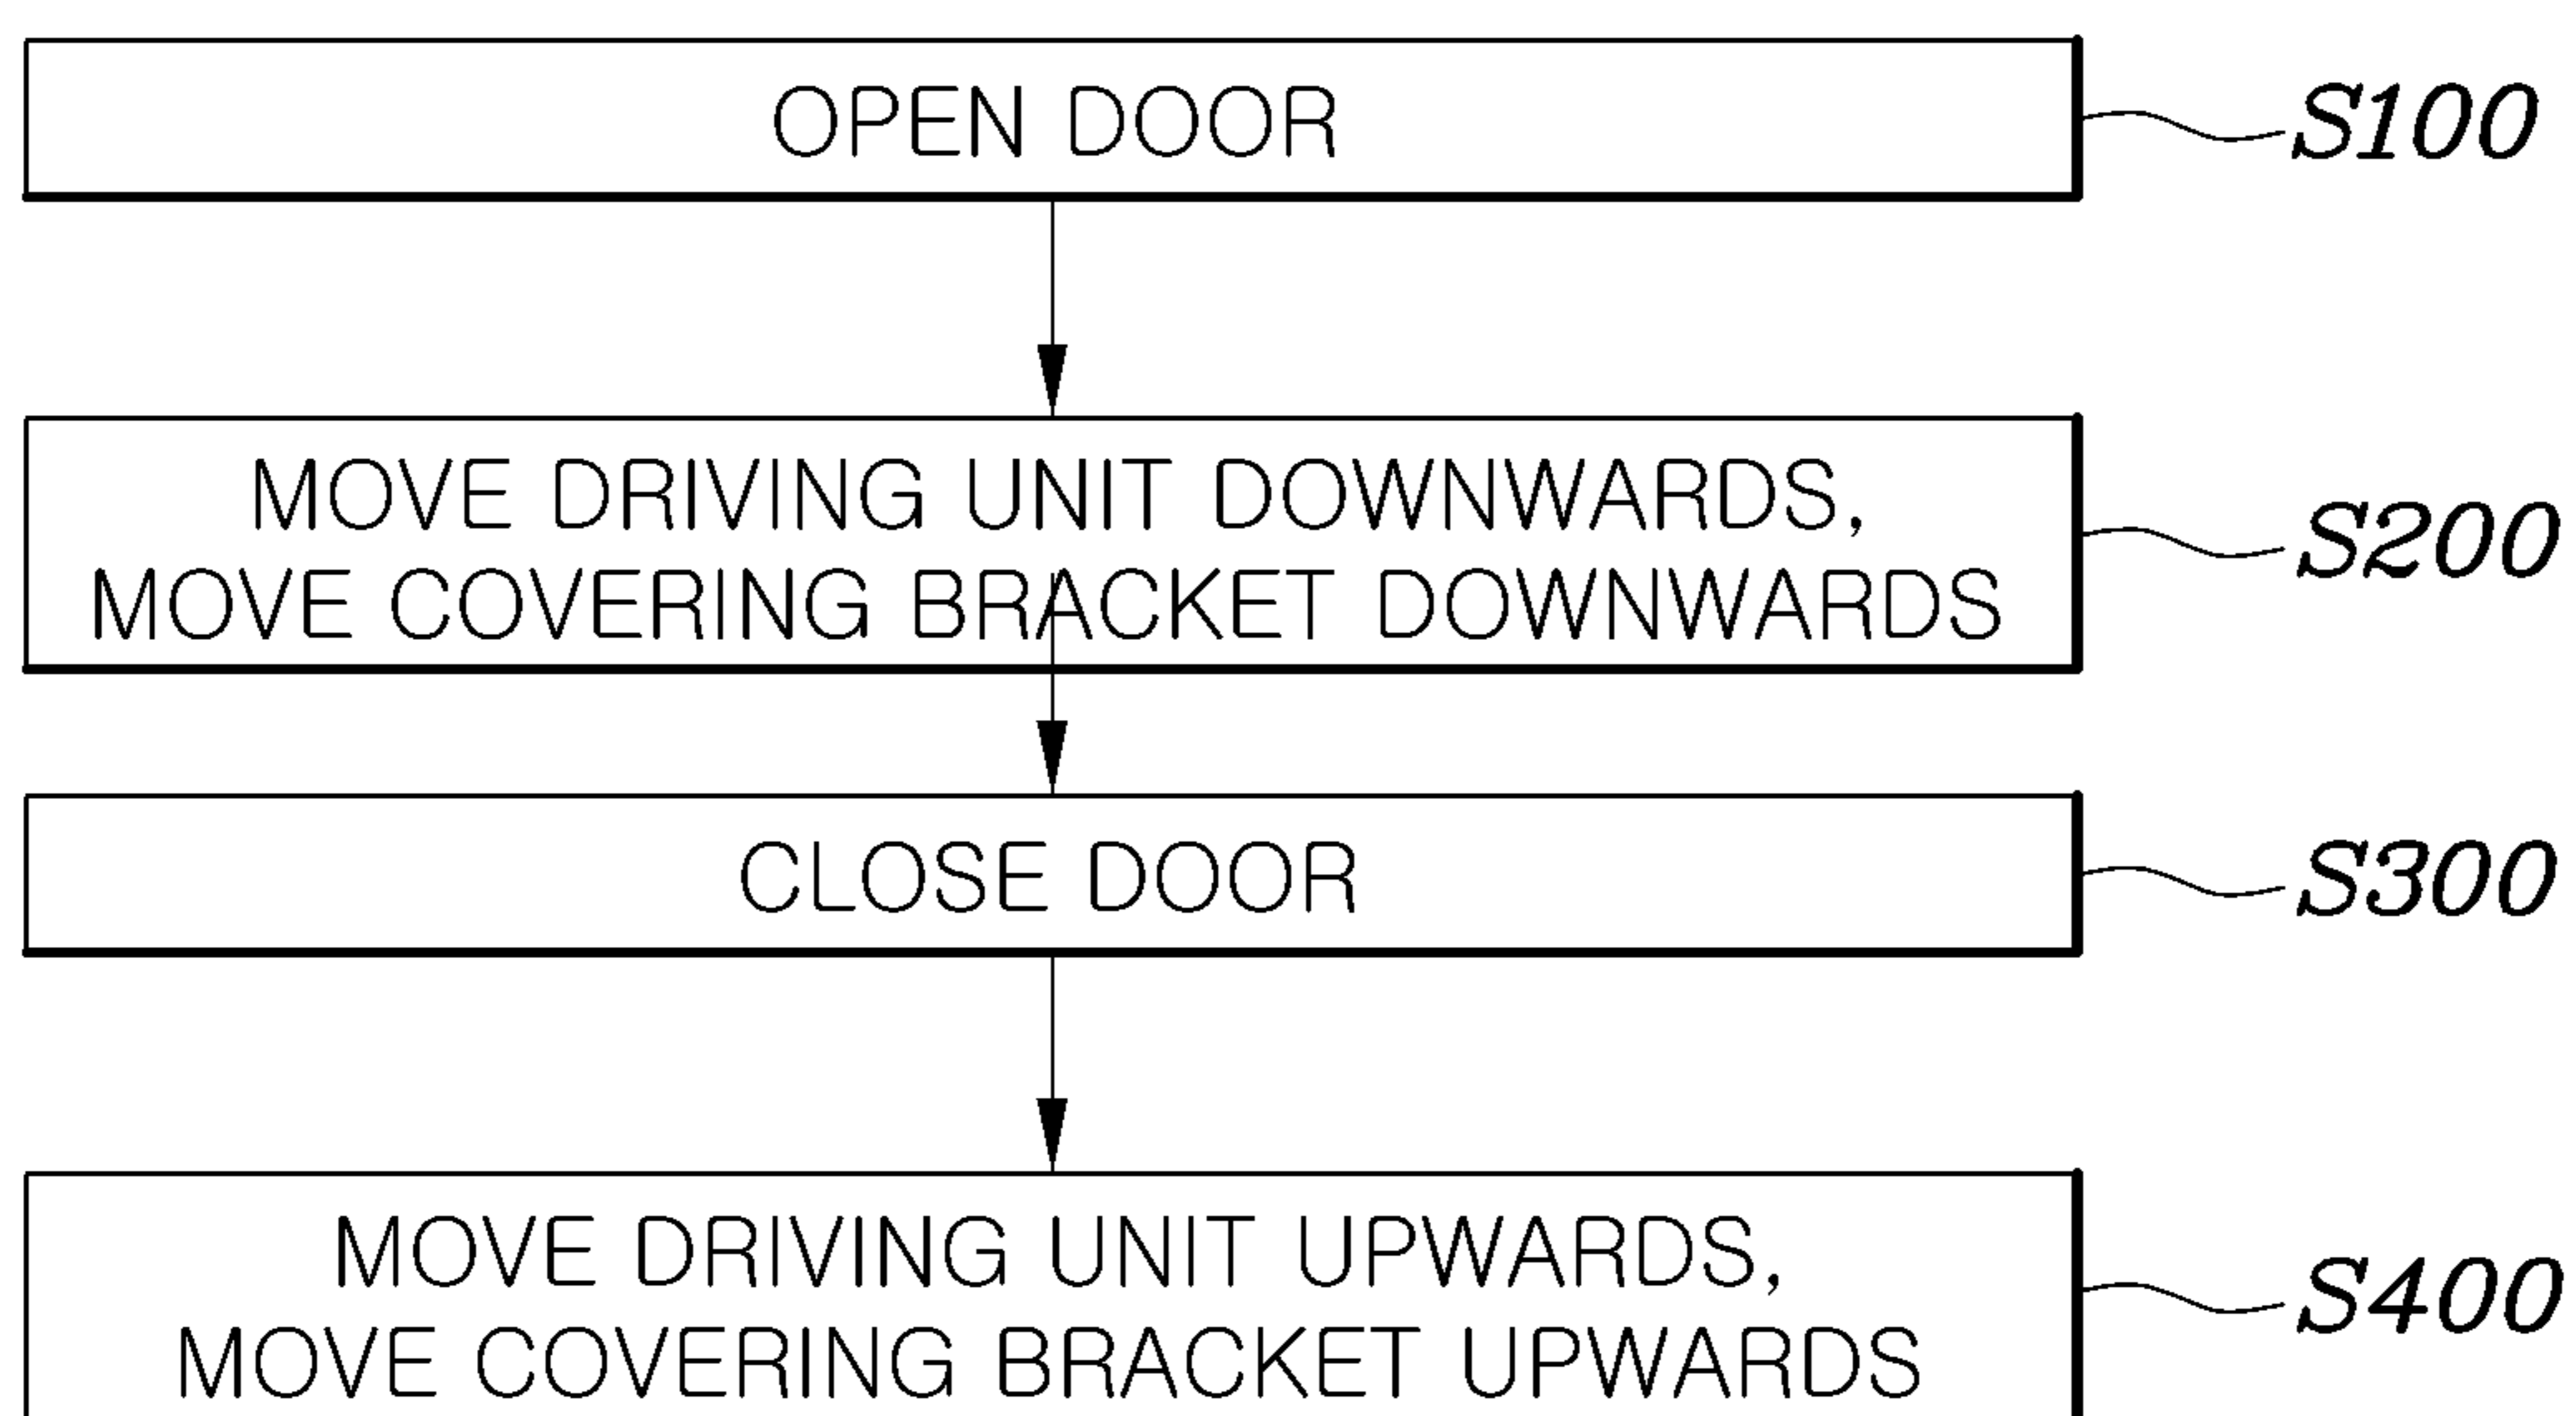 OPEN DOOR
S100
MOVE DRIVING UNIT DOWNWARDS,
MOVE COVERING BRACKET DOWNWARDS
S200
CLOSE DOOR
S300
MOVE DRIVING UNIT UPWARDS,
MOVE COVERING BRACKET UPWARDS
S400